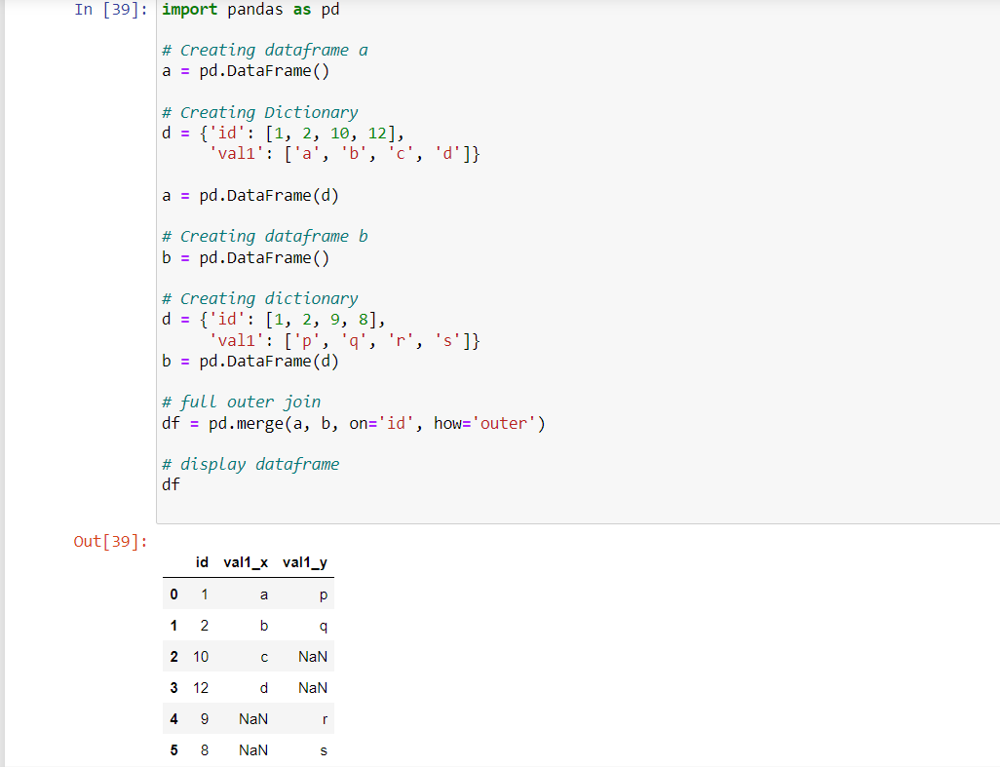 In [39]: import pandas as pd
# Creating dataframe a
a = pd.DataFrame()
# Creating Dictionary
d = {'id': [1, 2, 10, 12],
'val1': ['a', 'b', 'c', 'd']}
a = pd.DataFrame(d)
# Creating dataframe b
b = pd.DataFrame()
# Creating dictionary
d = {'id': [1, 2, 9, 8],
'val1': ['p', 'q', 'r', 's']}
b = pd.DataFrame(d)
# full outer join
df = pd.merge(a, b, on='id', how='outer')
# display dataframe
df
Out[39]:
id val1_x val1_y
0 1 a p
1 2 b q
2 10 c NaN
3 12 d NaN
4 9 NaN r
5 8 NaN s